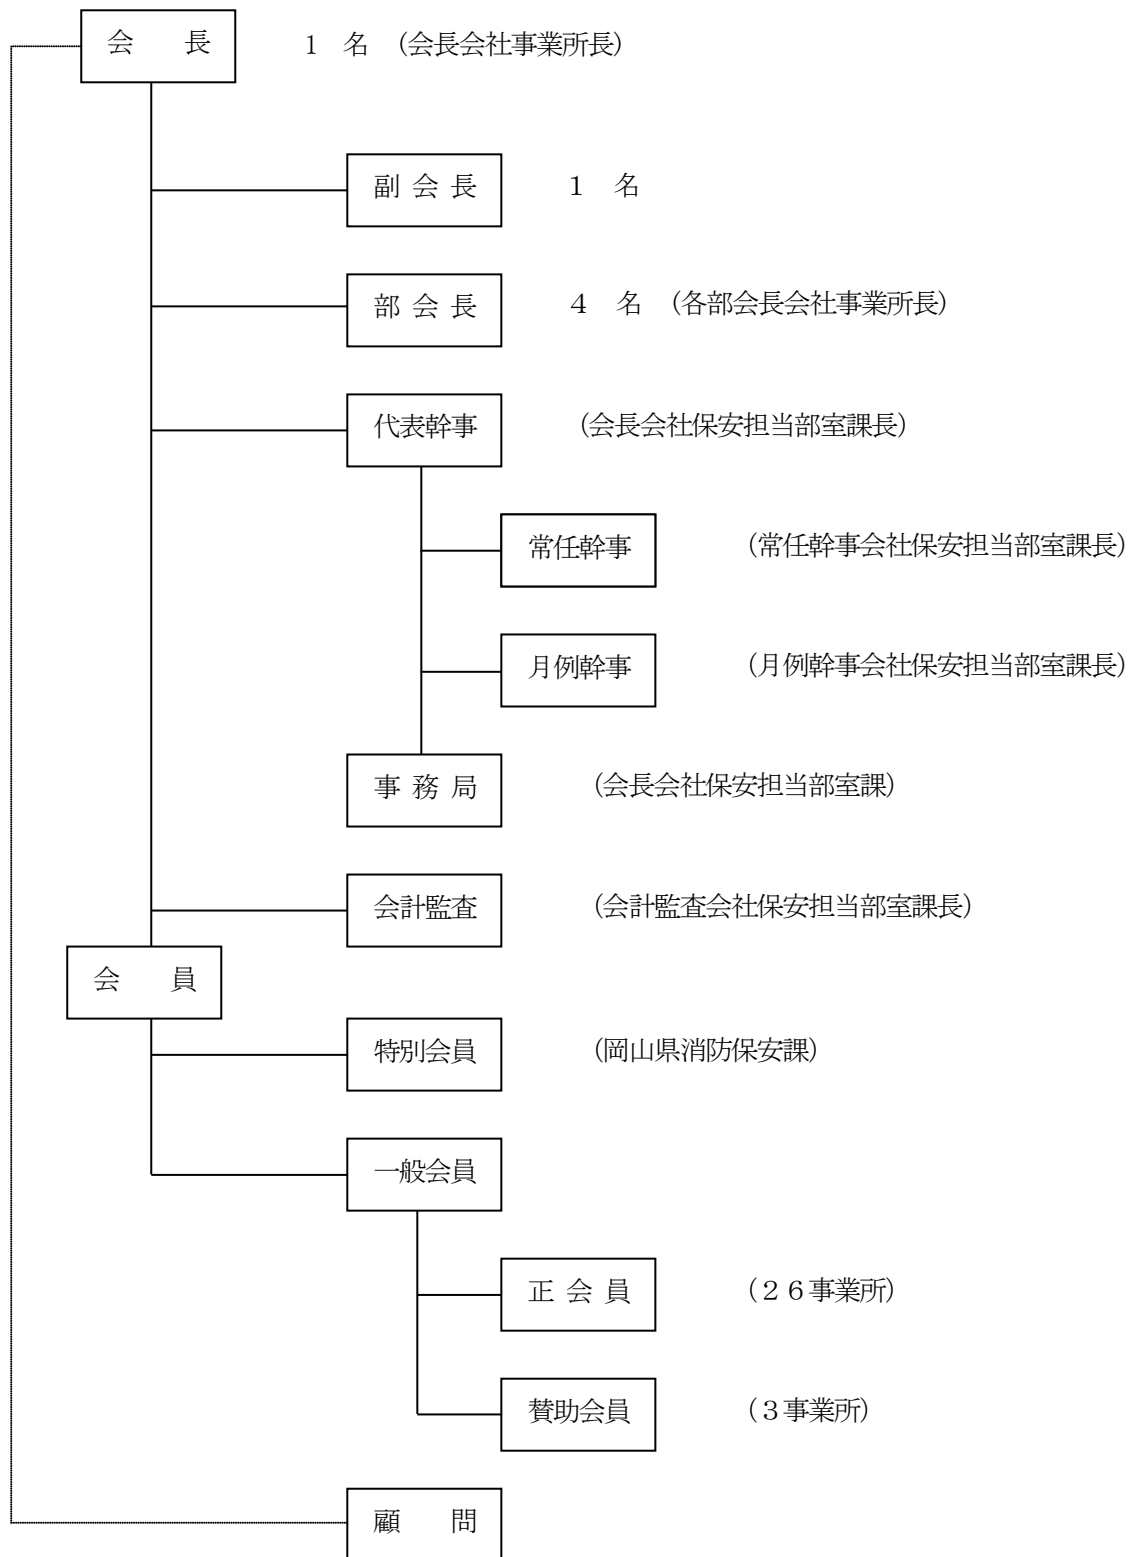 会　　長　　１　名　（会長会社事業所長）
副 会 長　　１　名
部 会 長　　４　名　（各部会長会社事業所長）
代表幹事　　（会長会社保安担当部室課長）
常任幹事　　（常任幹事会社保安担当部室課長）
月例幹事　　（月例幹事会社保安担当部室課長）
事 務 局　　（会長会社保安担当部室課）
会計監査　　（会計監査会社保安担当部室課長）
会　　員
特別会員　　（岡山県消防保安課）
一般会員
正 会 員　　（２６事業所）
賛助会員　　（３事業所）
顧　　問